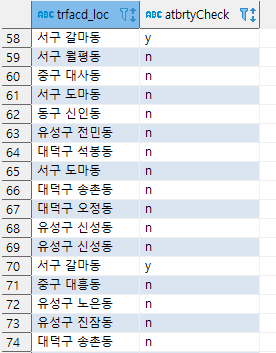 ABC trfacd_loc ABC atbrtyCheck
58 서구 갈마동 y
59 서구 월평동 n
60 중구 대사동 n
61 서구 도마동 n
62 동구 신인동 n
63 유성구 전민동 n
64 대덕구 석봉동 n
65 서구 도마동 n
66 대덕구 송촌동 n
67 대덕구 오정동 n
68 유성구 신성동 n
69 유성구 신성동 n
70 서구 갈마동 y
71 중구 대흥동 n
72 유성구 노은동 n
73 유성구 진잠동 n
74 대덕구 송촌동 n